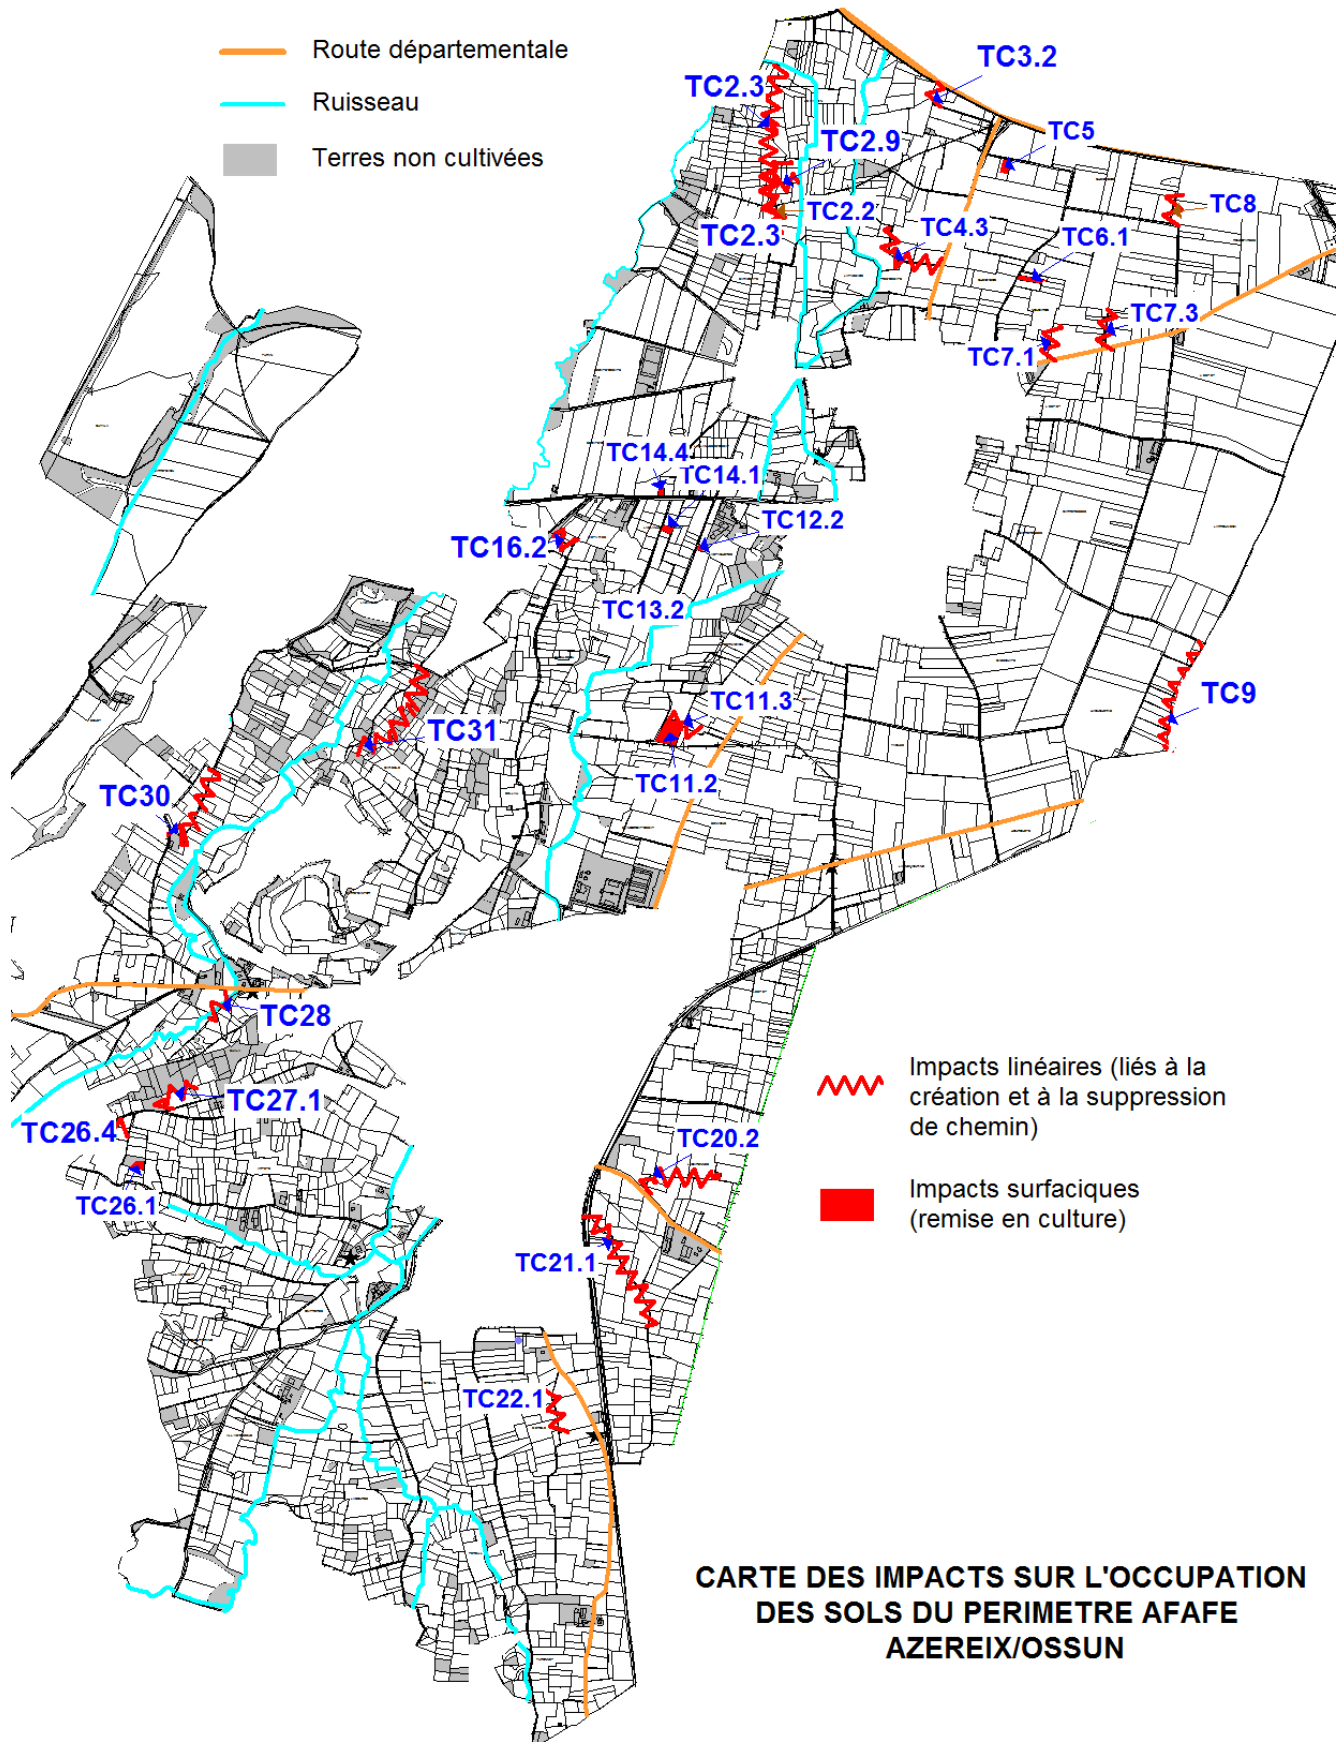 Route départementale
Ruisseau
Terres non cultivées
TC3.2
TC2.3
TC5
TC2.9
TC8
TC2.2
TC4.3
TC2.3
TC6.1
TC7.3
TC7.1
TC14.4
TC14.1
TC12.2
TC16.2
TC13.2
TC9
TC11.3
TC31
TC11.2
TC30
TC28
Impacts linéaires (liés à la
création et à la suppression
de chemin)
TC27.1
TC26.4
TC20.2
Impacts surfaciques
(remise en culture)
TC26.1
TC21.1
TC22.1
CARTE DES IMPACTS SUR L'OCCUPATION
DES SOLS DU PERIMETRE AFAFE
AZEREIX/OSSUN